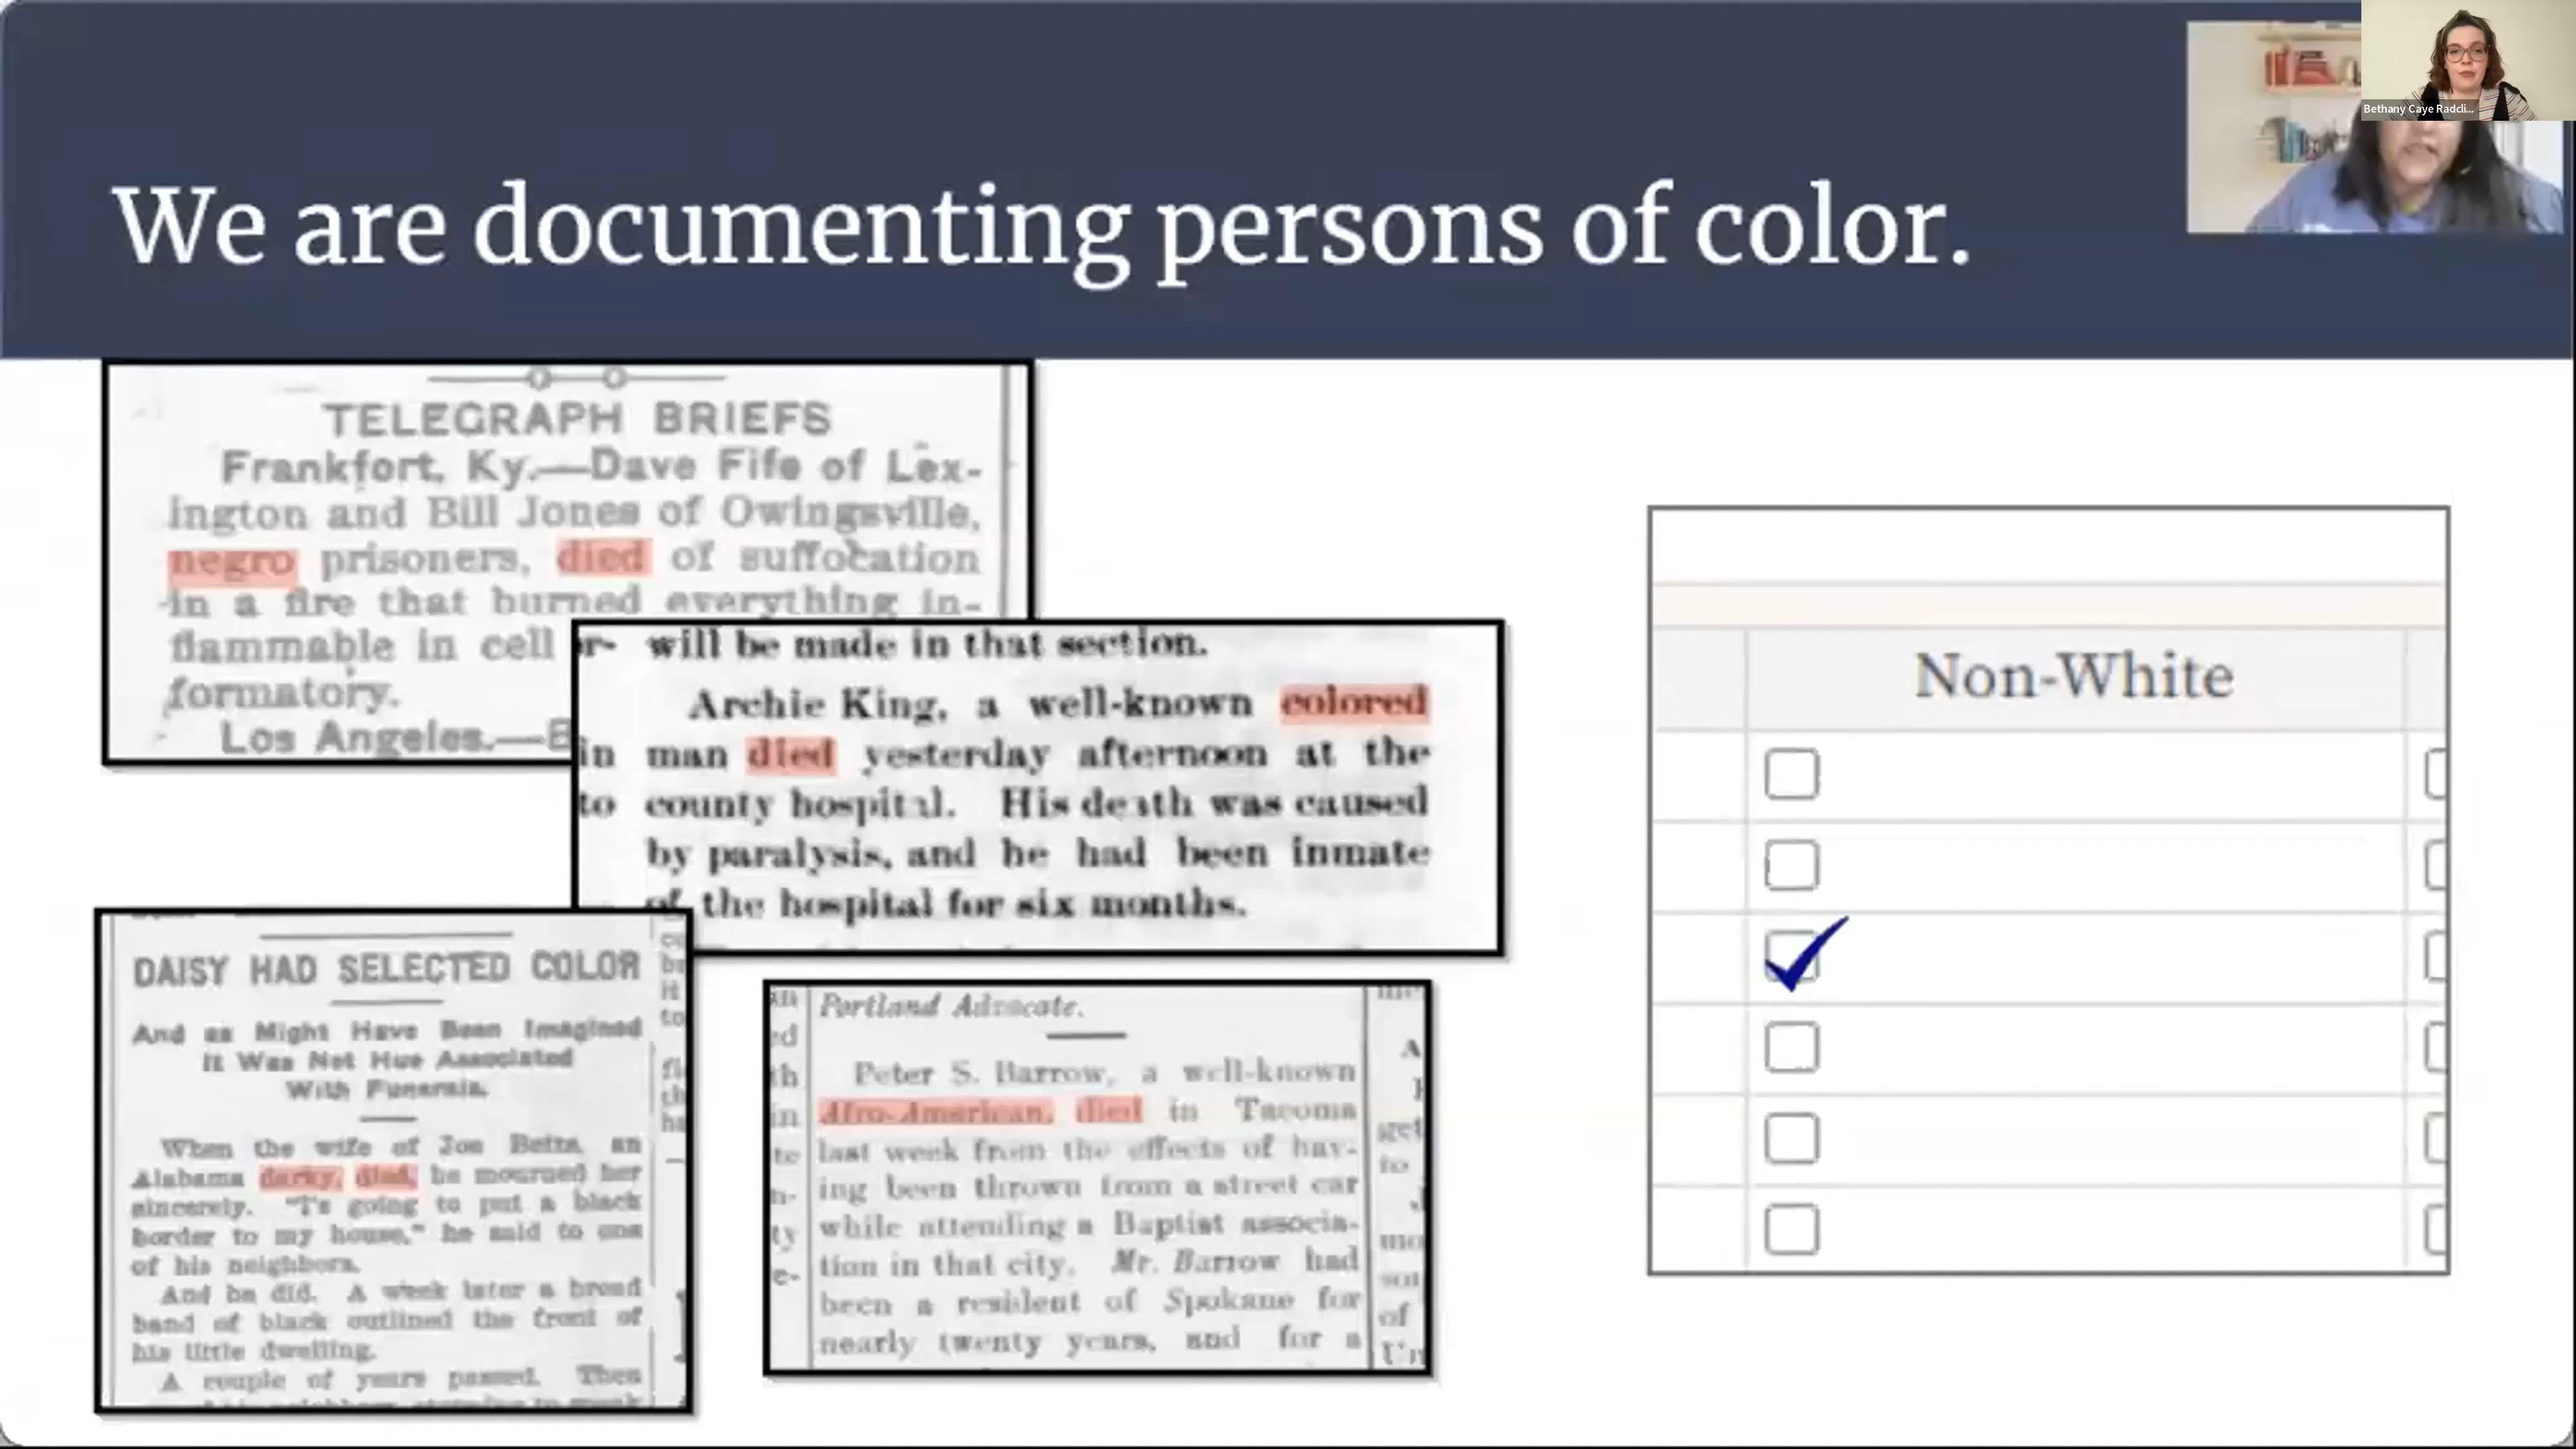 Bethany Caye Radcli...
We are documenting persons of color.
TELEGRAPH BRIEFS
Frankfort, Ky.—Dave Fife of Lex-
ington and Bill Jones of Owingsville,
negro prisoners, died of suffocation
in a fire that burned everything in-
flammable in cell
formatory.
Los Angeles.—B
r- will be made in that section.
Archie King, a well-known colored
in man died yesterday afternoon at the
to county hospital. His death was caused
by paralysis, and he had been inmate
of the hospital for six months.
DAISY HAD SELECTED COLOR
And as Might Have Been Imagined
It Was Not Hue Associated
With Funerals.
When the wife of Joe Betts, an
Alabama darky, died, he mourned her
sincerely. "I's going to put a black
border to my house," he said to one
of his neighbors.
And he did. A week later a broad
band of black outlined the front of
his little dwelling.
A couple of years passed. Then
Portland Advocate.
Peter S. Barrow, a well-known
Afro-American, died in Tacoma
last week from the effects of hav-
ing been thrown from a street car
while attending a Baptist associa-
tion in that city. Mr. Barrow had
been a resident of Spokane for
nearly twenty years, and for a
Non-White